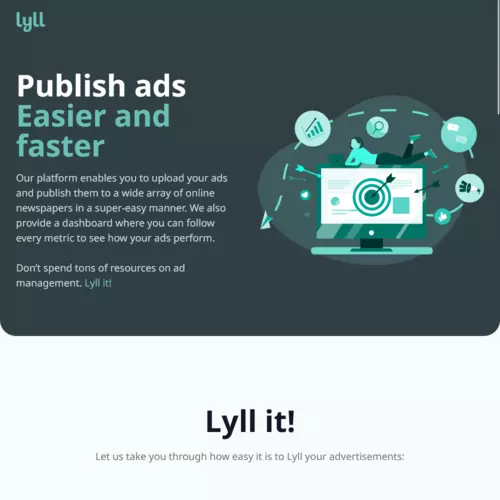 lyll
Publish ads
Easier and
faster
Our platform enables you to upload your ads
and publish them to a wide array of online
newspapers in a super-easy manner. We also
provide a dashboard where you can follow
every metric to see how your ads perform.
Don't spend tons of resources on ad
management. Lyll it!
Lyll it!
Let us take you through how easy it is to Lyll your advertisements: